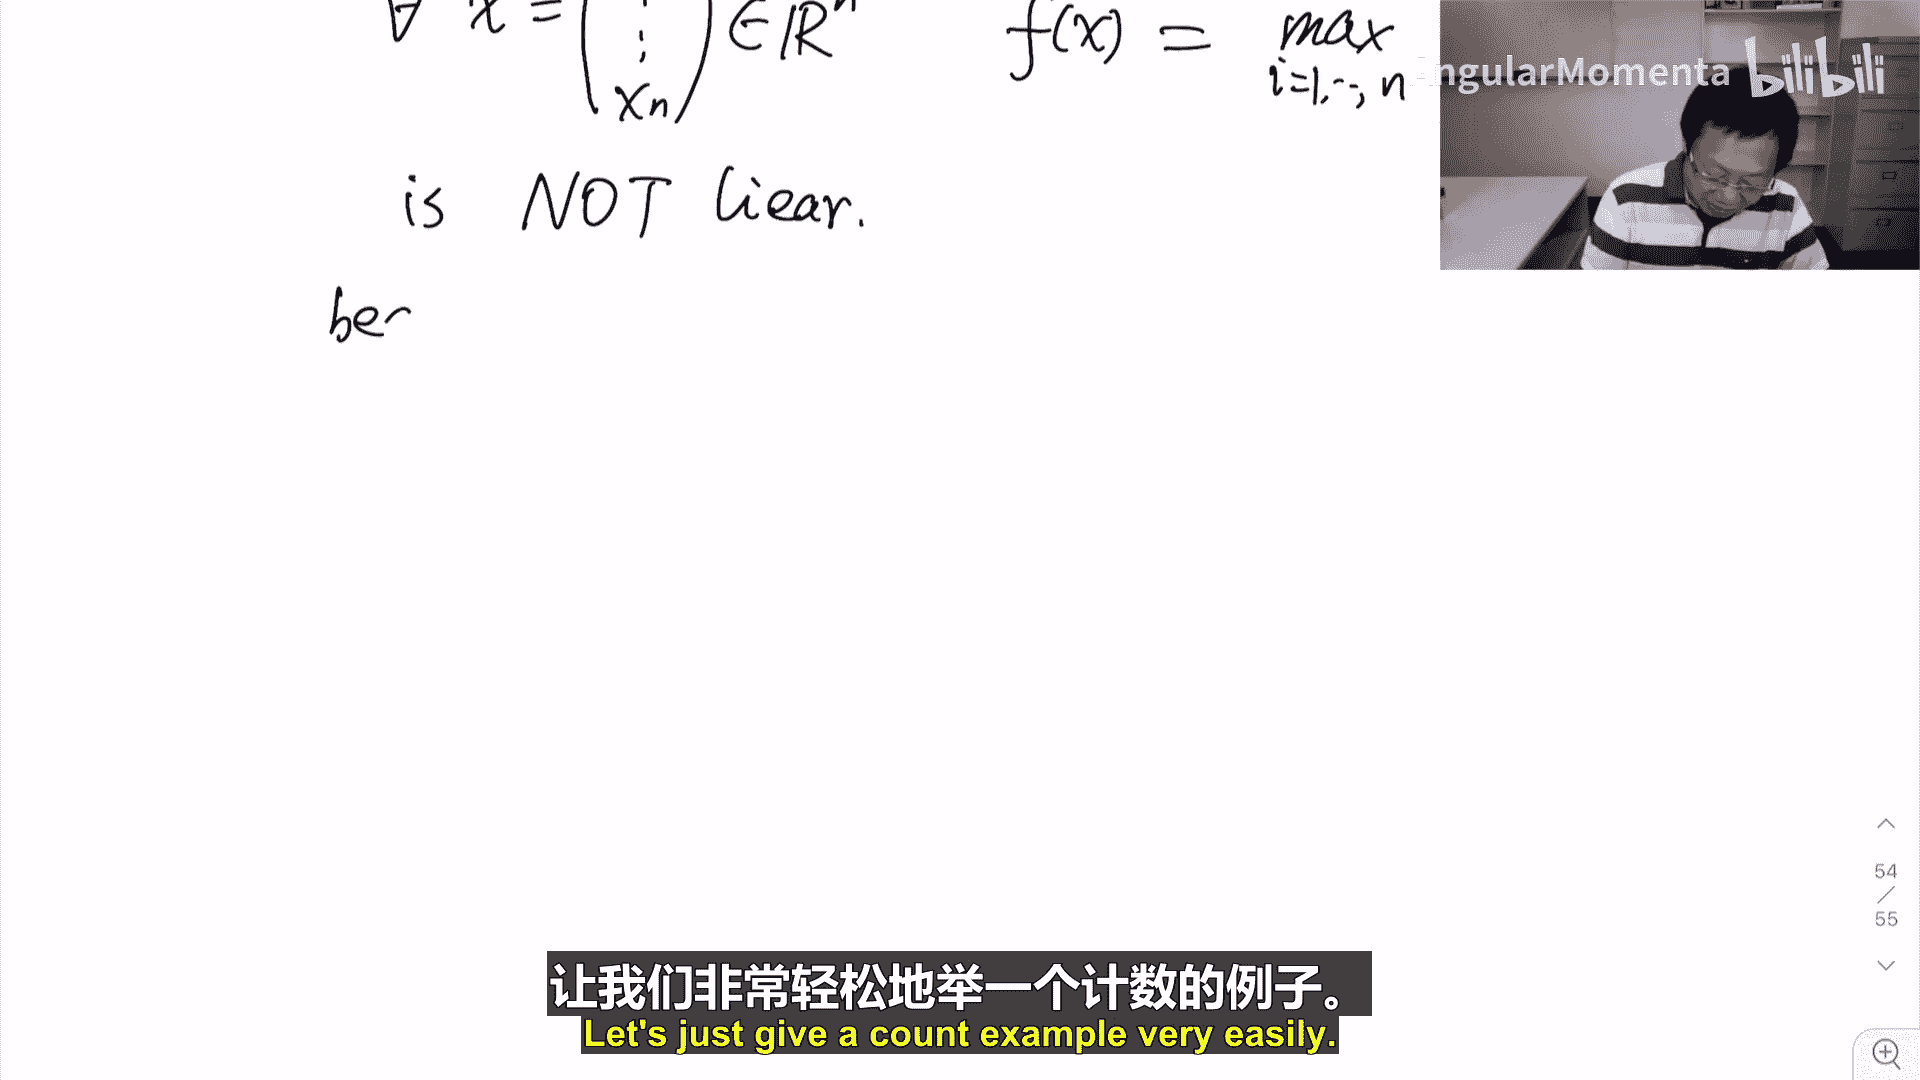 ∀ x = ( ⋮ xn ) ∈ ℝⁿ f(x) = max
i=1,…, n
is NOT liear.
ber
ngularMomenta bilibili
54
/
55
让我们非常轻松地举一个计数的例子。
Let's just give a count example very easily.